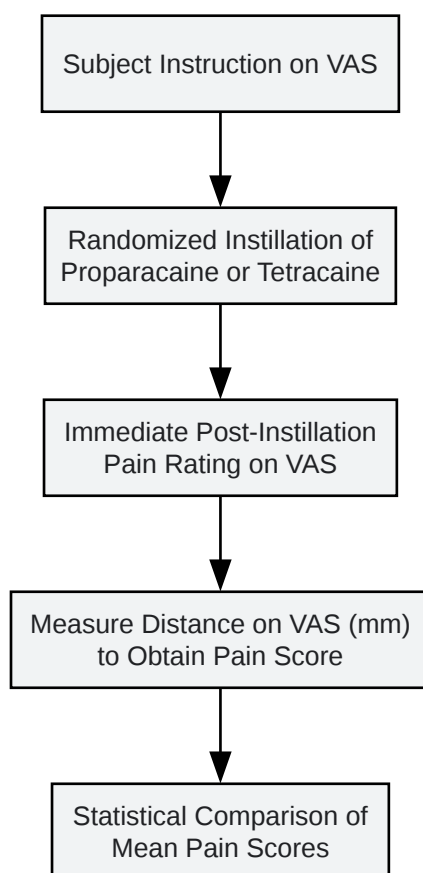 Subject Instruction on VAS
Randomized Instillation of
Proparacaine or Tetracaine
Immediate Post-Instillation
Pain Rating on VAS
Measure Distance on VAS (mm)
to Obtain Pain Score
Statistical Comparison of
Mean Pain Scores